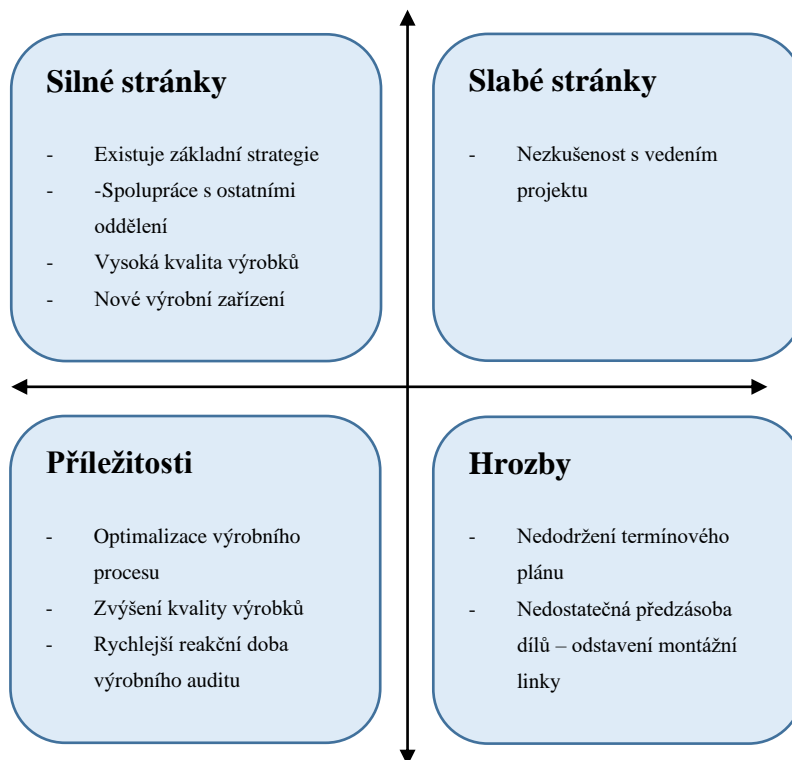 Silné stránky
- Existuje základní strategie
- -Spolupráce s ostatními
oddělení
- Vysoká kvalita výrobků
- Nové výrobní zařízení
Slabé stránky
- Nezkušenost s vedením
projektu
Příležitosti
- Optimalizace výrobního
procesu
- Zvýšení kvality výrobků
- Rychlejší reakční doba
výrobního auditu
Hrozby
- Nedodržení termínového
plánu
- Nedostatečná předzásoba
dílů – odstavení montážní
linky